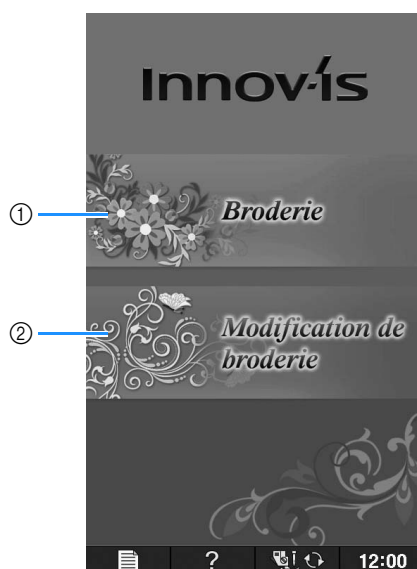 Innov-is
① Broderie
② Modification de
broderie
? 12:00